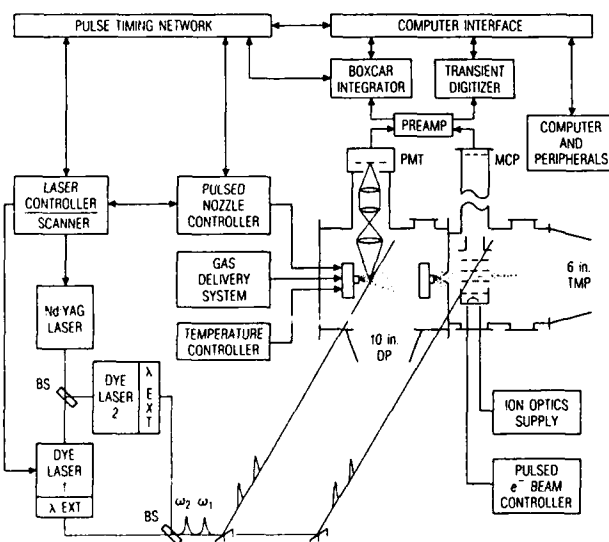 PULSE TIMING NETWORK
COMPUTER INTERFACE
BOXCAR
INTEGRATOR
TRANSIENT
DIGITIZER
PREAMP
COMPUTER
AND
PERIPHERALS
PMT
MCP
LASER
CONTROLLER
SCANNER
PULSED
NOZZLE
CONTROLLER
GAS
DELIVERY
SYSTEM
TEMPERATURE
CONTROLLER
6 in.
TMP
10 in.
DP
Nd·YAG
LASER
BS
DYE
LASER
2
λ
EXT
DYE
LASER
1
λ EXT
BS
ω2 ω1
ION OPTICS
SUPPLY
PULSED
e− BEAM
CONTROLLER